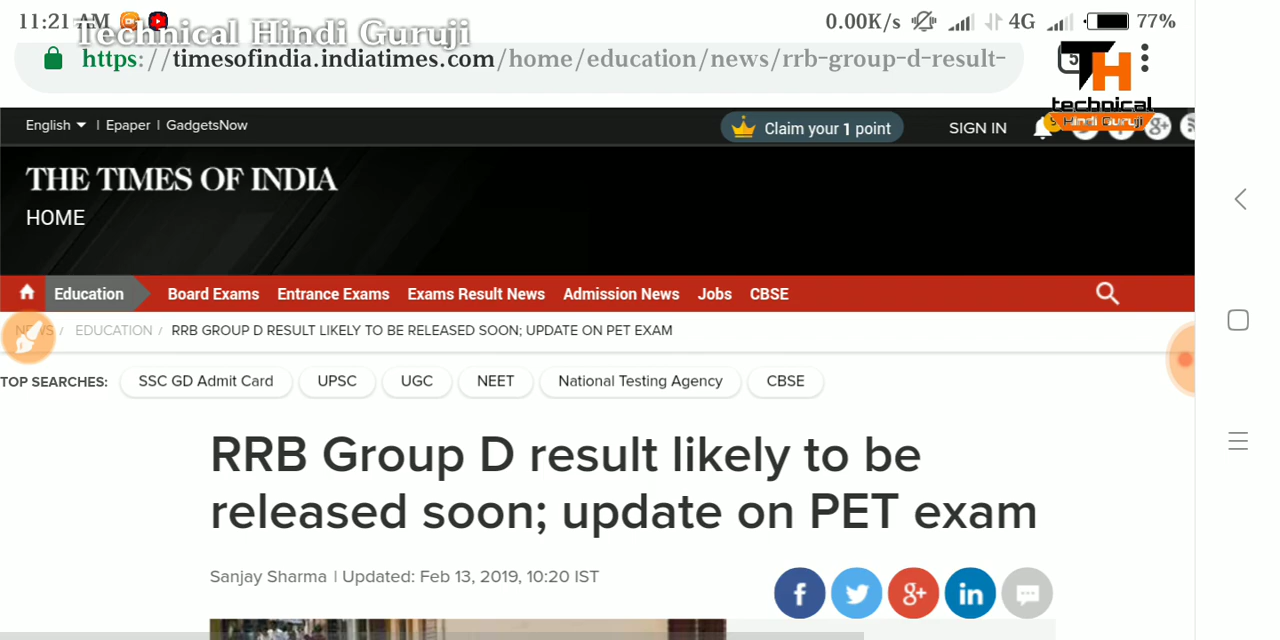 11:21 AM
0.00K/s 4G 77%
Technical Hindi Guruji
https://timesofindia.indiatimes.com/home/education/news/rrb-group-d-result-
5
TH
technical
Hindi Guruji
English | Epaper | GadgetsNow
Claim your 1 point
SIGN IN
THE TIMES OF INDIA
HOME
Education Board Exams Entrance Exams Exams Result News Admission News Jobs CBSE
NEWS / EDUCATION / RRB GROUP D RESULT LIKELY TO BE RELEASED SOON; UPDATE ON PET EXAM
TOP SEARCHES: SSC GD Admit Card UPSC UGC NEET National Testing Agency CBSE
RRB Group D result likely to be
released soon; update on PET exam
Sanjay Sharma | Updated: Feb 13, 2019, 10:20 IST
f g+ in